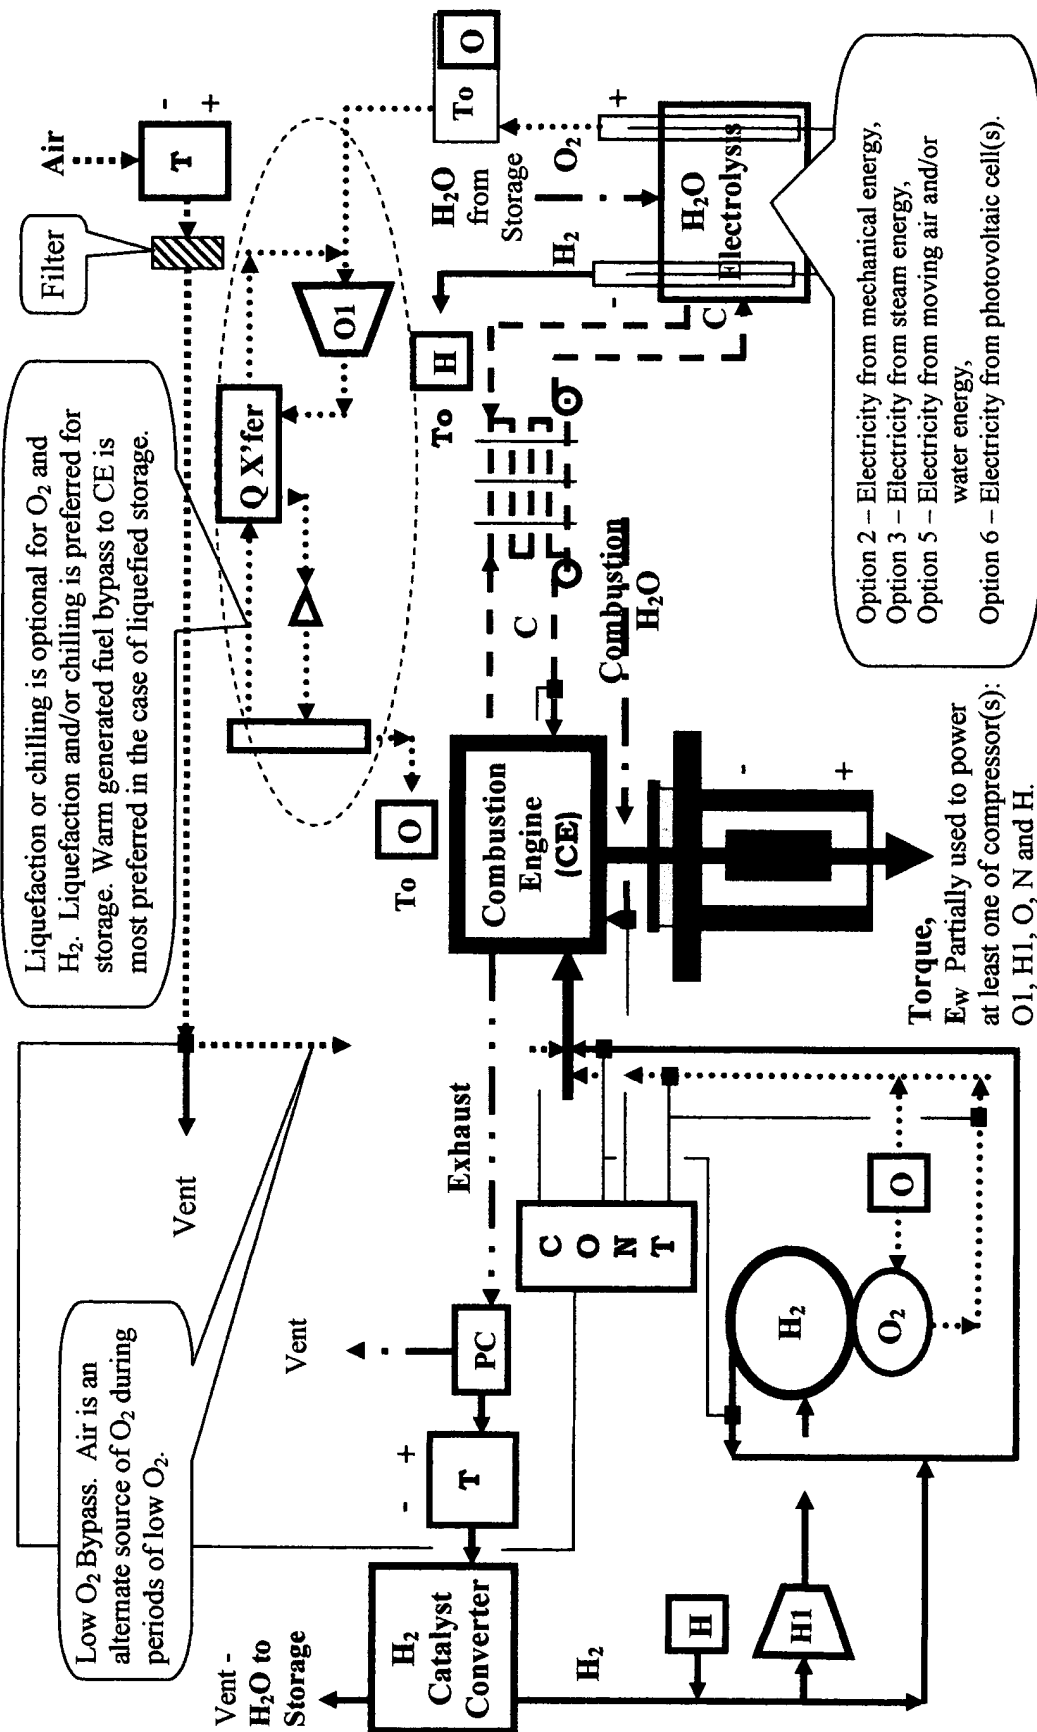 Low O₂ Bypass. Air is an
alternate source of O₂ during
periods of low O₂.
Liquefaction or chilling is optional for O₂ and
H₂. Liquefaction and/or chilling is preferred for
storage. Warm generated fuel bypass to CE is
most preferred in the case of liquefied storage.
Filter
Air
T
- +
Vent
Q X'fer
O1
To
O
To
O
Vent -
H₂O to
Storage
Vent
H₂
Catalyst
Converter
T
- +
PC
Exhaust
Combustion
Engine
(CE)
C
To
H
H₂
H₂O
from
Storage
O₂
-
+
C
H₂O
Electrolysis
Combustion
H₂O
C
O
N
T
H₂
H
H1
H₂
O₂
O
-
+
Torque,
Ew Partially used to power
at least one of compressor(s):
O1, H1, O, N and H.
Option 2 – Electricity from mechanical energy,
Option 3 – Electricity from steam energy,
Option 5 – Electricity from moving air and/or
water energy,
Option 6 – Electricity from photovoltaic cell(s).